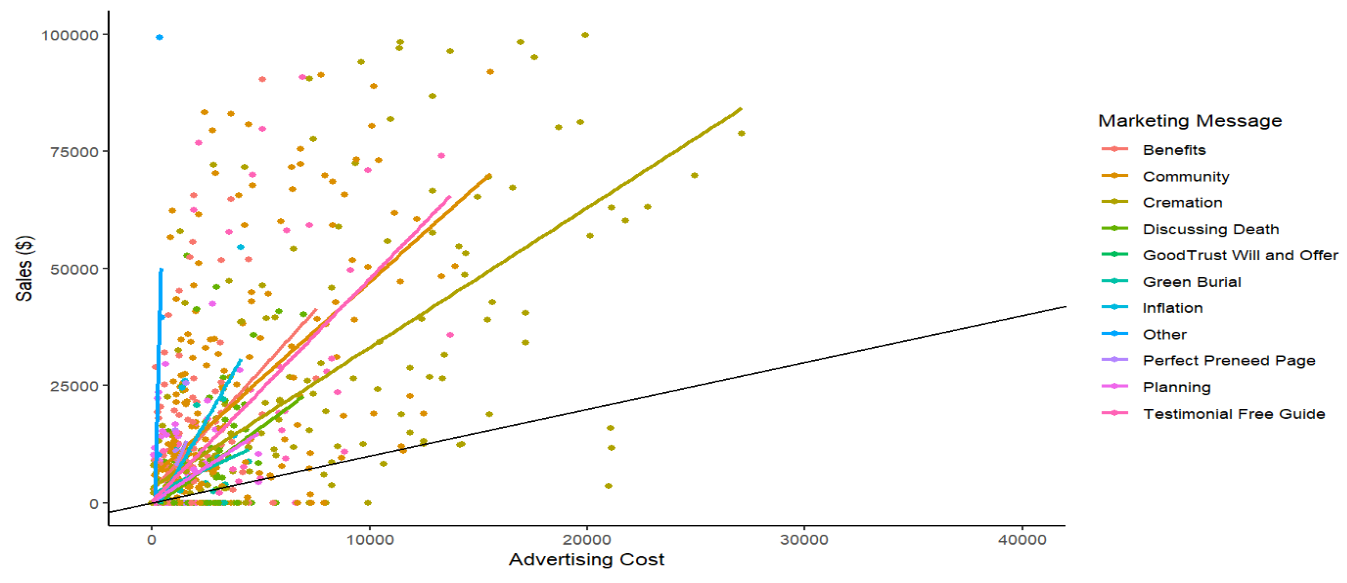 100000
75000
50000
25000
0
Sales ($)
0
10000
20000
30000
40000
Advertising Cost
Marketing Message
Benefits
Community
Cremation
Discussing Death
GoodTrust Will and Offer
Green Burial
Inflation
Other
Perfect Preneed Page
Planning
Testimonial Free Guide